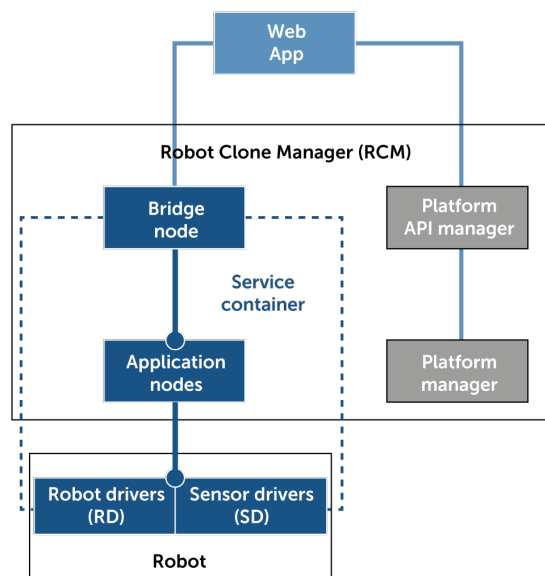 Web
App
Robot Clone Manager (RCM)
Bridge
node
Platform
API manager
Service
container
Application
nodes
Platform
manager
Robot drivers
(RD)
Sensor drivers
(SD)
Robot